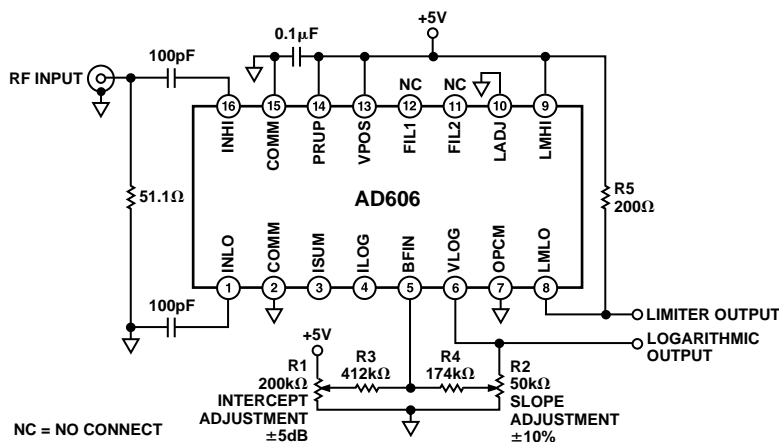 +5V
0.1µF
100pF
RF INPUT
NC NC
16 15 14 13 12 11 10 9
INHI COMM PRUP VPOS FIL1 FIL2 LADJ LMHI
51.1Ω
AD606
R5
200Ω
INLO COMM ISUM ILOG BFIN VLOG OPCM LMLO
1 2 3 4 5 6 7 8
100pF
LIMITER OUTPUT
LOGARITHMIC
OUTPUT
+5V
R1
200kΩ
INTERCEPT
ADJUSTMENT
±5dB
R3
412kΩ
R4
174kΩ
R2
50kΩ
SLOPE
ADJUSTMENT
±10%
NC = NO CONNECT